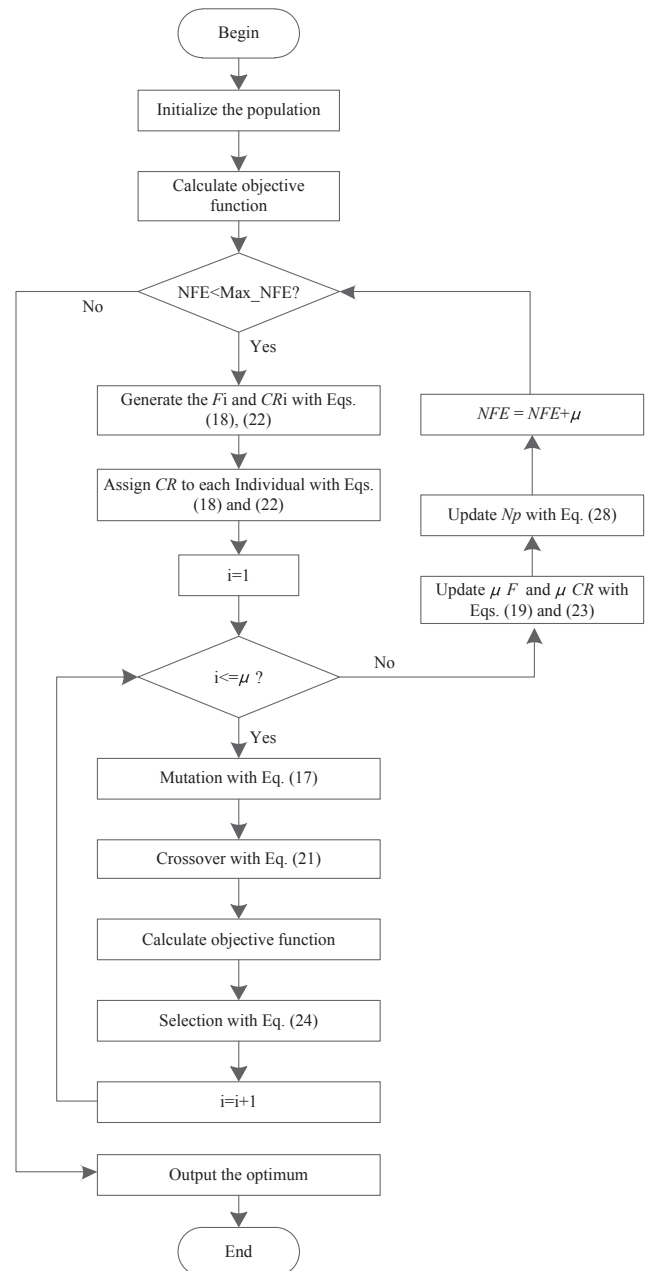 Begin
Initialize the population
Calculate objective
function
NFE<Max_NFE?
No
Yes
Generate the Fi and CRi with Eqs.
(18), (22)
Assign CR to each Individual with Eqs.
(18) and (22)
i=1
i<=μ ?
No
Yes
Mutation with Eq. (17)
Crossover with Eq. (21)
Calculate objective function
Selection with Eq. (24)
i=i+1
Update μ F and μ CR with
Eqs. (19) and (23)
Update Np with Eq. (28)
NFE = NFE+μ
Output the optimum
End